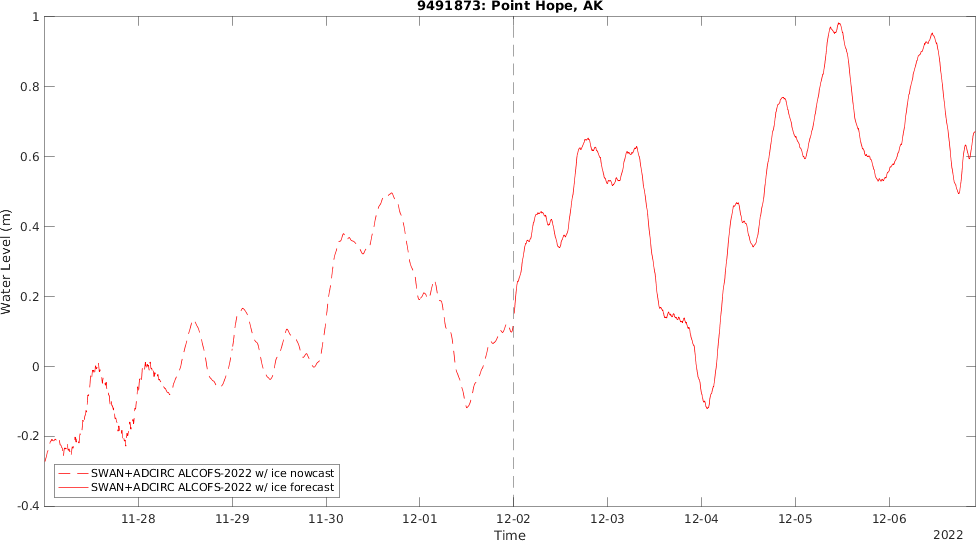 9491873: Point Hope, AK
1
0.8
0.6
0.4
0.2
0
-0.2
-0.4
Water Level (m)
SWAN+ADCIRC ALCOFS-2022 w/ ice nowcast
SWAN+ADCIRC ALCOFS-2022 w/ ice forecast
11-28 11-29 11-30 12-01 12-02 12-03 12-04 12-05 12-06
Time
2022